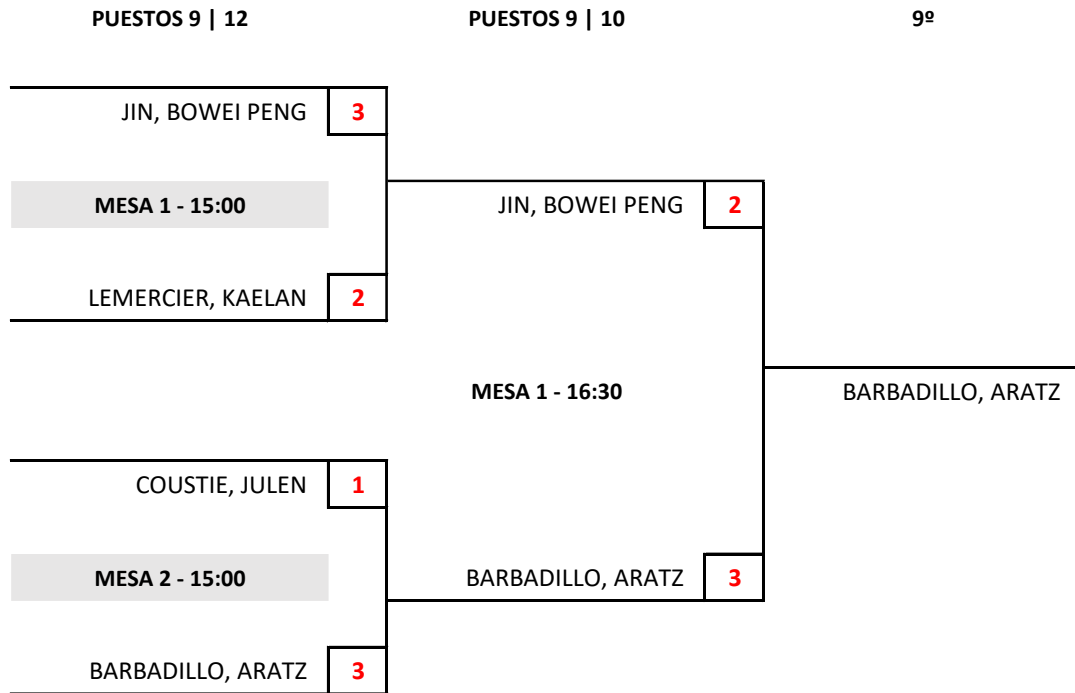 PUESTOS 9 | 12 PUESTOS 9 | 10 9º
JIN, BOWEI PENG 3
MESA 1 - 15:00 JIN, BOWEI PENG 2
LEMERCIER, KAELAN 2
MESA 1 - 16:30 BARBADILLO, ARATZ
COUSTIE, JULEN 1
MESA 2 - 15:00 BARBADILLO, ARATZ 3
BARBADILLO, ARATZ 3